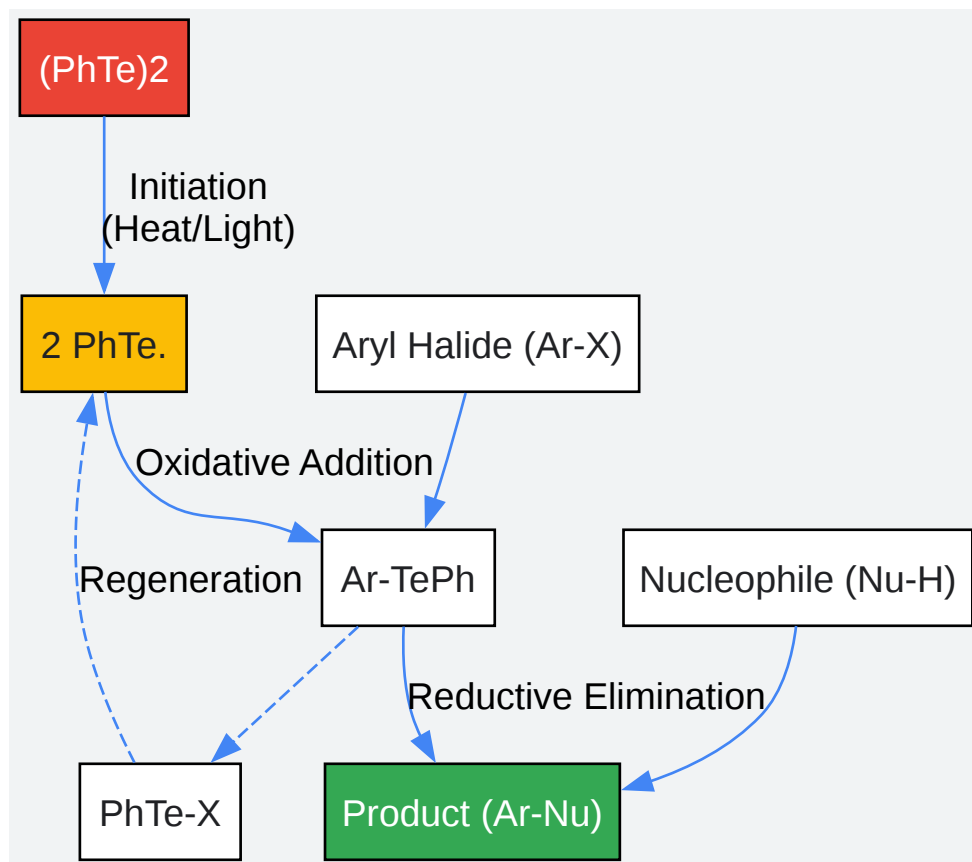 (PhTe)2
Initiation
(Heat/Light)
2 PhTe.
Aryl Halide (Ar-X)
Oxidative Addition
Regeneration
Ar-TePh
Nucleophile (Nu-H)
Reductive Elimination
PhTe-X
Product (Ar-Nu)